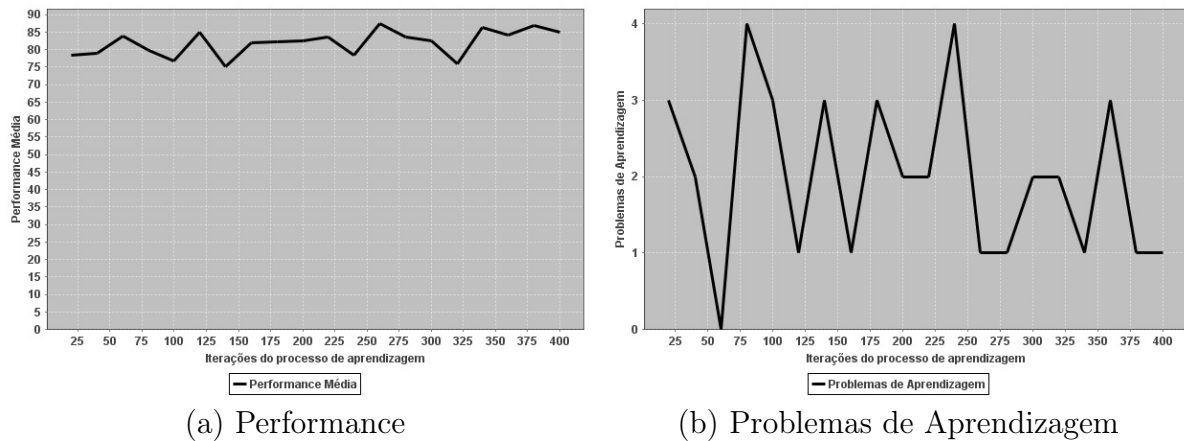 90
85
80
75
70
65
60
55
50
45
40
35
30
25
20
15
10
5
0
Performance Média
25 50 75 100 125 150 175 200 225 250 275 300 325 350 375 400
Iterações do processo de aprendizagem
Performance Média
(a) Performance
4
3
2
1
0
Problemas de Aprendizagem
25 50 75 100 125 150 175 200 225 250 275 300 325 350 375 400
Iterações do processo de aprendizagem
Problemas de Aprendizagem
(b) Problemas de Aprendizagem